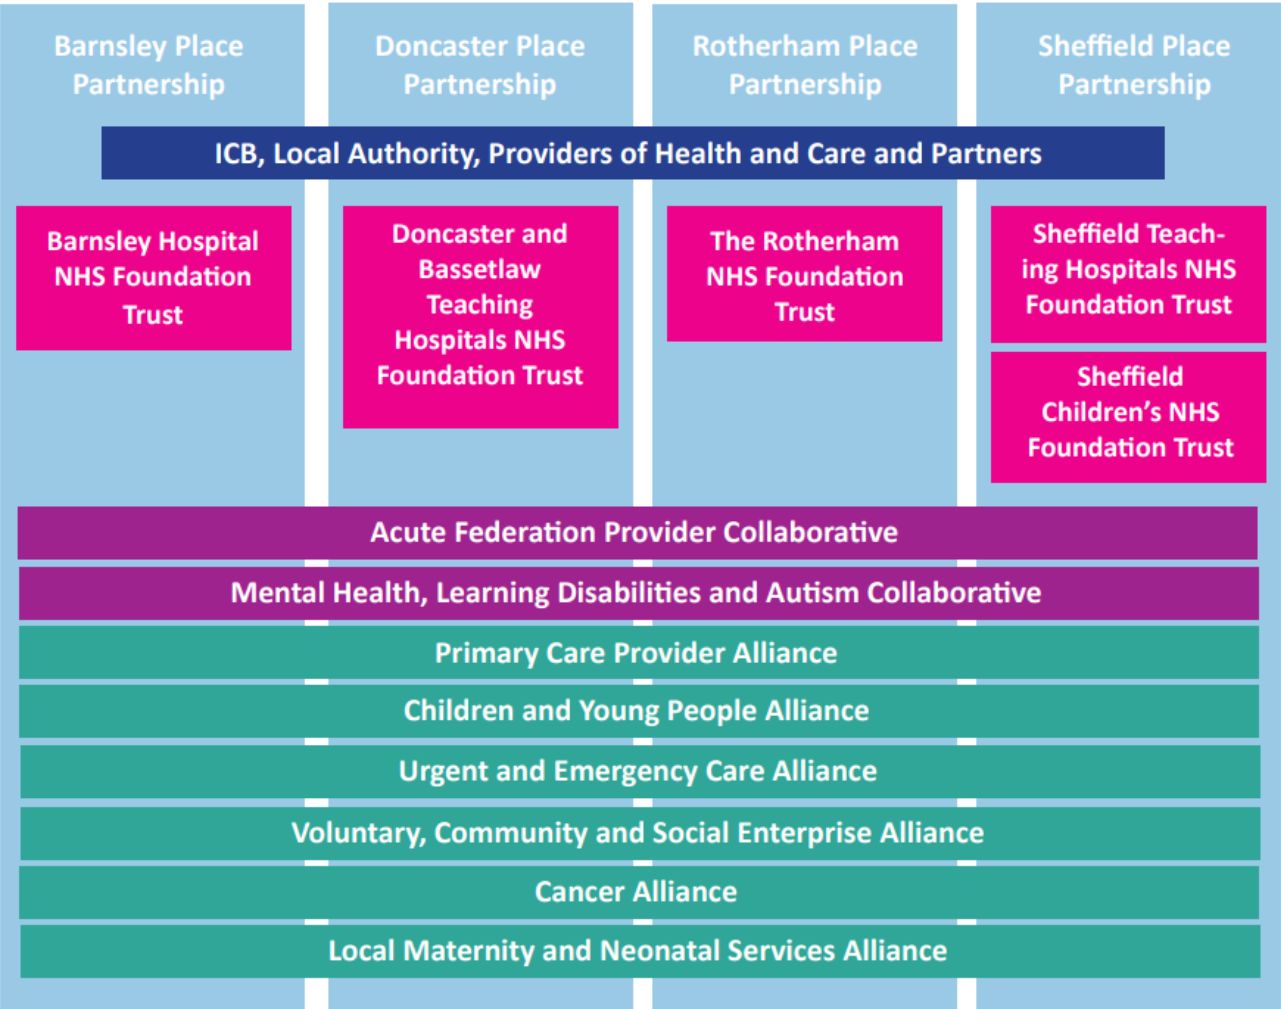 Barnsley Place
Partnership
Doncaster Place
Partnership
Rotherham Place
Partnership
Sheffield Place
Partnership
ICB, Local Authority, Providers of Health and Care and Partners
Barnsley Hospital
NHS Foundation
Trust
Doncaster and
Bassetlaw
Teaching
Hospitals NHS
Foundation Trust
The Rotherham
NHS Foundation
Trust
Sheffield Teach-
ing Hospitals NHS
Foundation Trust
Sheffield
Children’s NHS
Foundation Trust
Acute Federation Provider Collaborative
Mental Health, Learning Disabilities and Autism Collaborative
Primary Care Provider Alliance
Children and Young People Alliance
Urgent and Emergency Care Alliance
Voluntary, Community and Social Enterprise Alliance
Cancer Alliance
Local Maternity and Neonatal Services Alliance